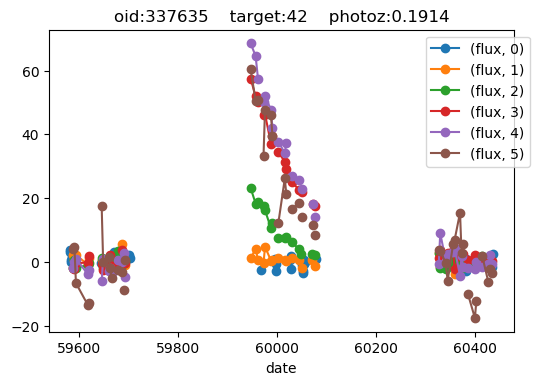 oid:337635    target:42    photoz:0.1914
60
40
20
0
−20
59600
59800
60000
60200
60400
date
(flux, 0)
(flux, 1)
(flux, 2)
(flux, 3)
(flux, 4)
(flux, 5)